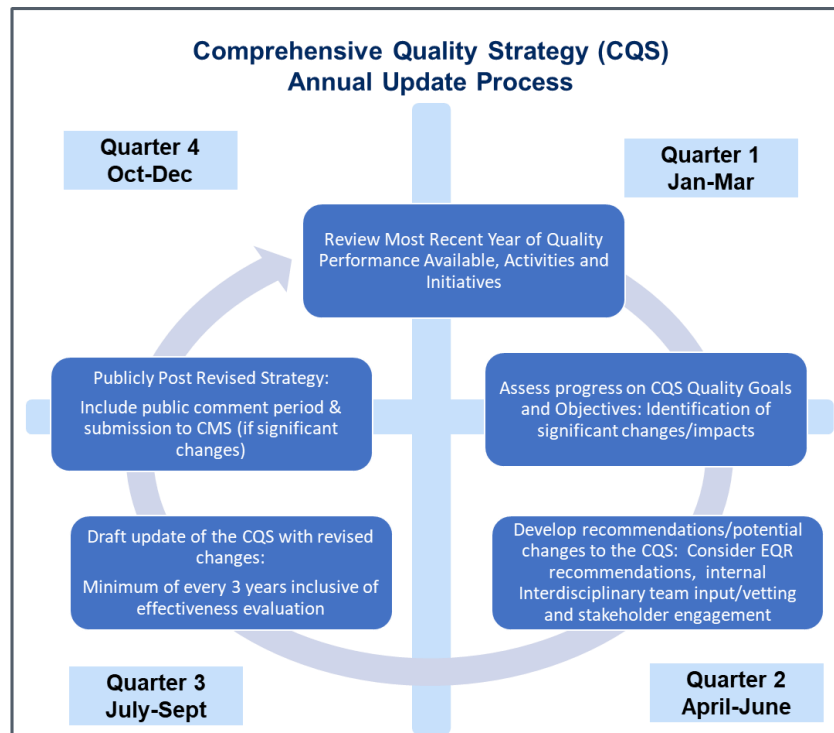 Comprehensive Quality Strategy (CQS)
Annual Update Process
Quarter 4
Oct-Dec
Quarter 1
Jan-Mar
Review Most Recent Year of Quality
Performance Available, Activities and
Initiatives
Publicly Post Revised Strategy:
Include public comment period &
submission to CMS (if significant
changes)
Assess progress on CQS Quality Goals
and Objectives: Identification of
significant changes/impacts
Draft update of the CQS with revised
changes:
Minimum of every 3 years inclusive of
effectiveness evaluation
Develop recommendations/potential
changes to the CQS: Consider EQR
recommendations, internal
Interdisciplinary team input/vetting
and stakeholder engagement
Quarter 3
July-Sept
Quarter 2
April-June